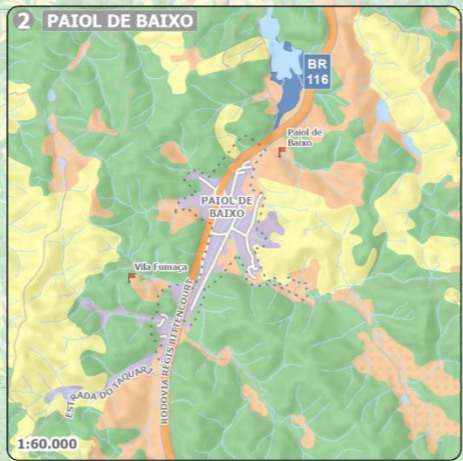 2 PAIOL DE BAIXO
BR
116
Paiol de
Baixo
PAIOL DE
BAIXO
Vila Fumaça
RODOVIA REGIS BITTENCOURT
ESTRADA DO TAQUARI
1:60.000